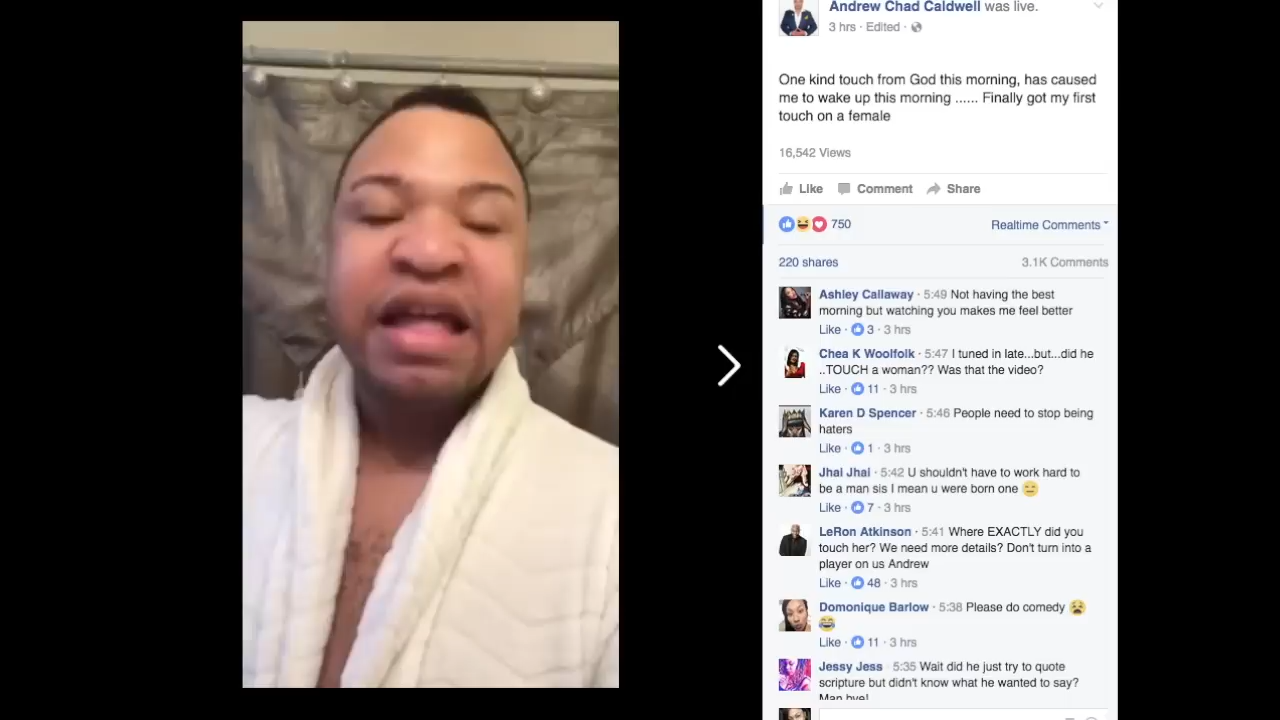 Andrew Chad Caldwell was live.
3 hrs · Edited ·
One kind touch from God this morning, has caused
me to wake up this morning ...... Finally got my first
touch on a female
16,542 Views
Like Comment Share
750 Realtime Comments
220 shares 3.1K Comments
Ashley Callaway · 5:49 Not having the best
morning but watching you makes me feel better
Like · 3 · 3 hrs
Chea K Woolfolk · 5:47 I tuned in late...but...did he
..TOUCH a woman?? Was that the video?
Like · 11 · 3 hrs
Karen D Spencer · 5:46 People need to stop being
haters
Like · 1 · 3 hrs
Jhai Jhai · 5:42 U shouldn't have to work hard to
be a man sis I mean u were born one 😑
Like · 7 · 3 hrs
LeRon Atkinson · 5:41 Where EXACTLY did you
touch her? We need more details? Don't turn into a
player on us Andrew
Like · 48 · 3 hrs
Domonique Barlow · 5:38 Please do comedy 😭
😂
Like · 11 · 3 hrs
Jessy Jess · 5:35 Wait did he just try to quote
scripture but didn't know what he wanted to say?
Man bye!